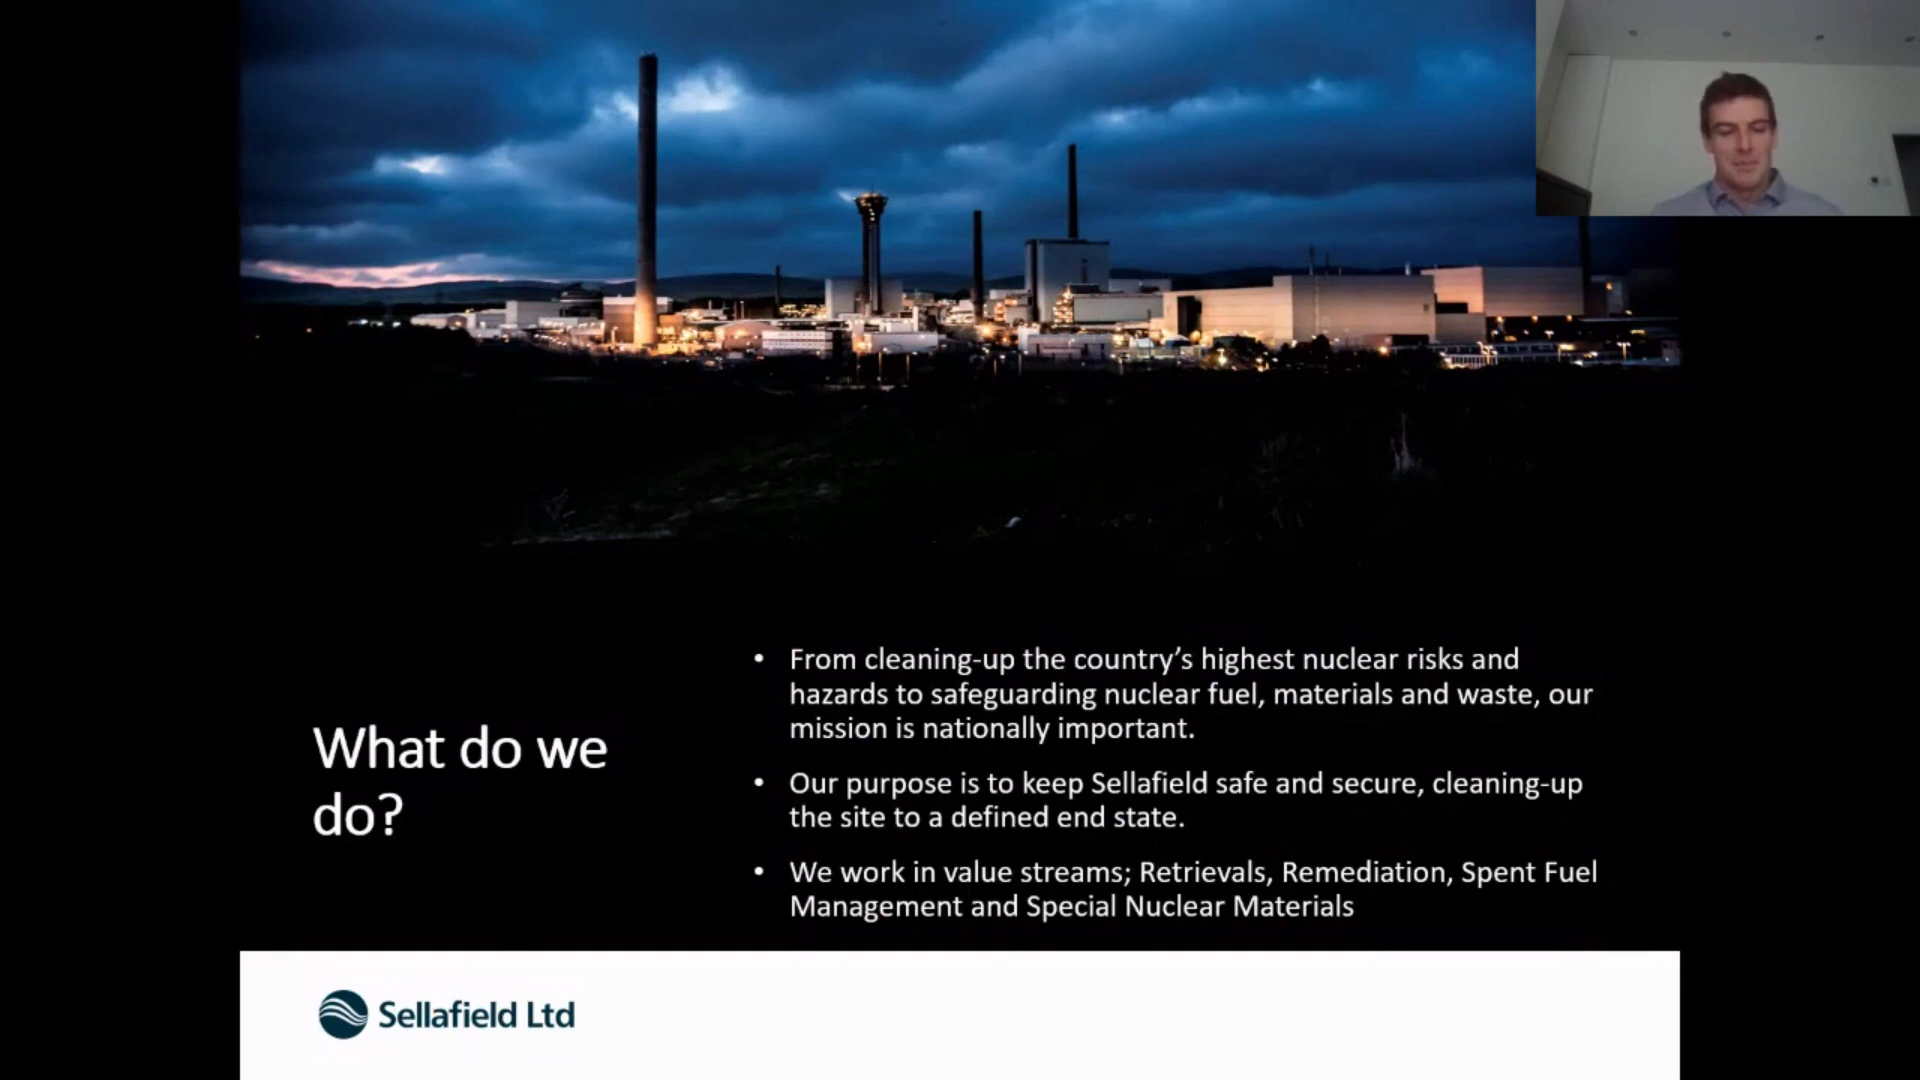 What do we
do?
• From cleaning-up the country’s highest nuclear risks and
hazards to safeguarding nuclear fuel, materials and waste, our
mission is nationally important.
• Our purpose is to keep Sellafield safe and secure, cleaning-up
the site to a defined end state.
• We work in value streams; Retrievals, Remediation, Spent Fuel
Management and Special Nuclear Materials
Sellafield Ltd